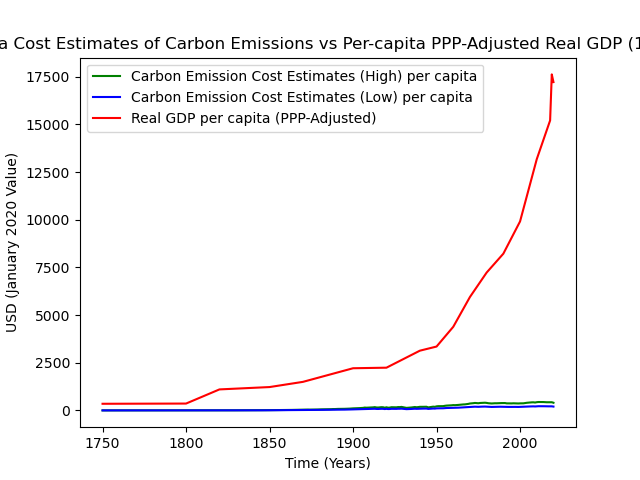 a Cost Estimates of Carbon Emissions vs Per-capita PPP-Adjusted Real GDP (1
Carbon Emission Cost Estimates (High) per capita
Carbon Emission Cost Estimates (Low) per capita
Real GDP per capita (PPP-Adjusted)
17500
15000
12500
10000
7500
5000
2500
0
USD (January 2020 Value)
1750 1800 1850 1900 1950 2000
Time (Years)